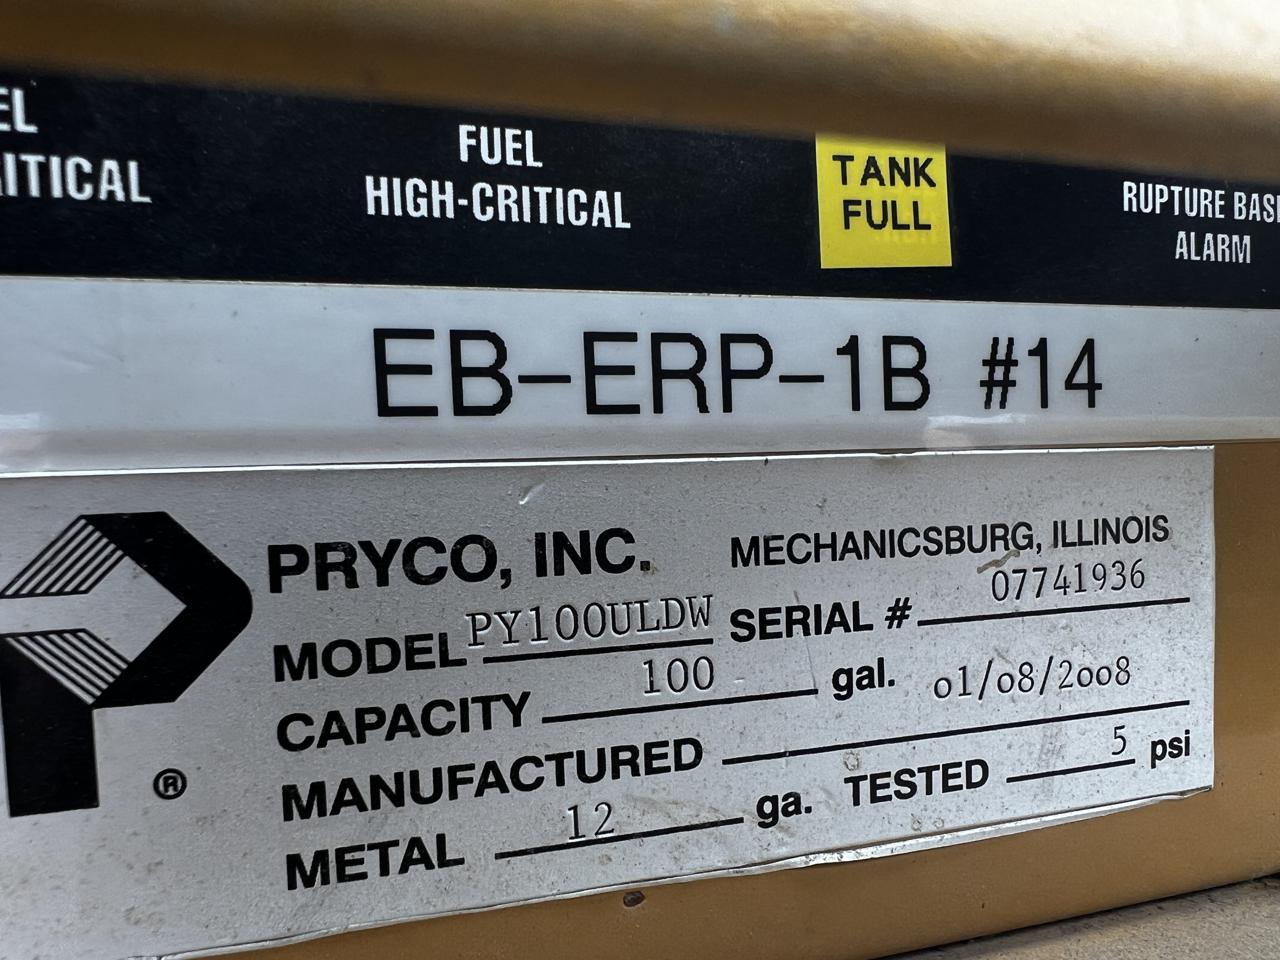 EL
ITICAL
FUEL
HIGH-CRITICAL
TANK
FULL
RUPTURE BASI
ALARM
EB-ERP-1B #14
PRYCO, INC. MECHANICSBURG, ILLINOIS
MODEL PY100ULDW SERIAL # 07741936
CAPACITY 100 gal.
MANUFACTURED 01/08/2008
METAL 12 ga. TESTED 5 psi
®